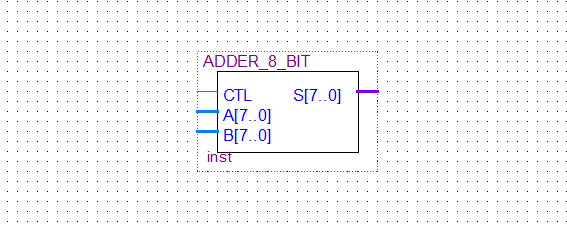 ADDER_8_BIT
CTL S[7..0]
A[7..0]
B[7..0]
inst